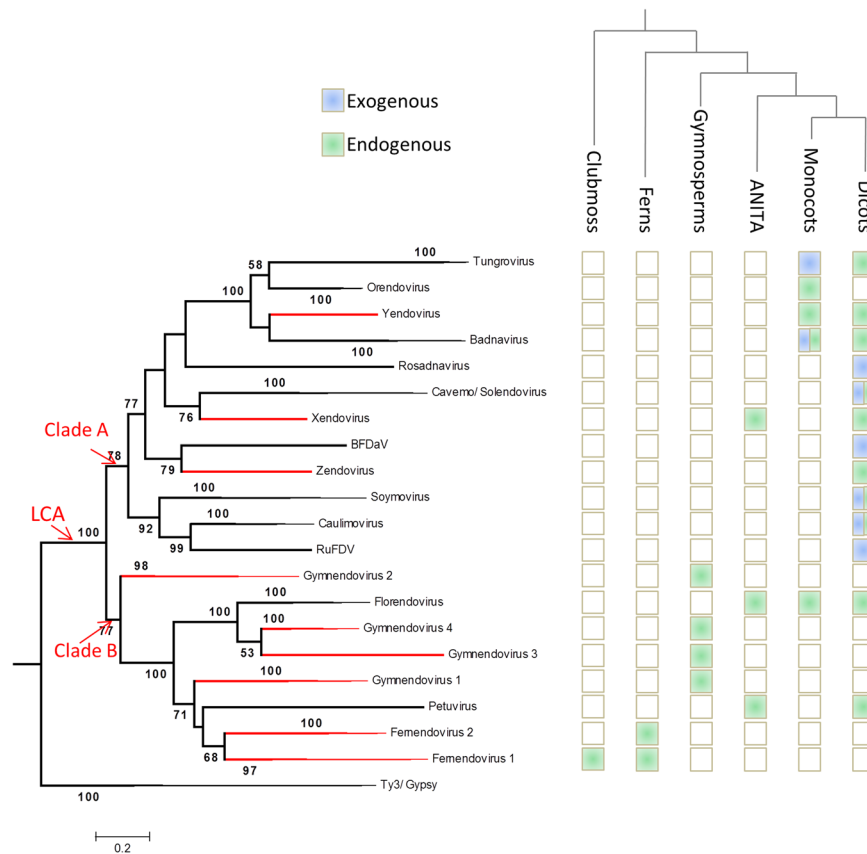 Exogenous
Endogenous
Clubmoss
Ferns
Gymnosperms
ANITA
Monocots
Dicots
100
58
Tungrovirus
100
Orendovirus
100
Yendovirus
Badnavirus
100
Rosadnavirus
77
100
Cavemo/ Solendovirus
76
Xendovirus
Clade A
78
BFDaV
79
Zendovirus
100
Soymovirus
LCA
100
92
100
Caulimovirus
99
RuFDV
98
Gymnendovirus 2
100
Florendovirus
100
77
100
Gymnendovirus 4
Clade B
53
Gymnendovirus 3
100
100
Gymnendovirus 1
71
Petuvirus
100
Fernendovirus 2
68
97
Fernendovirus 1
100
Ty3/ Gypsy
0.2